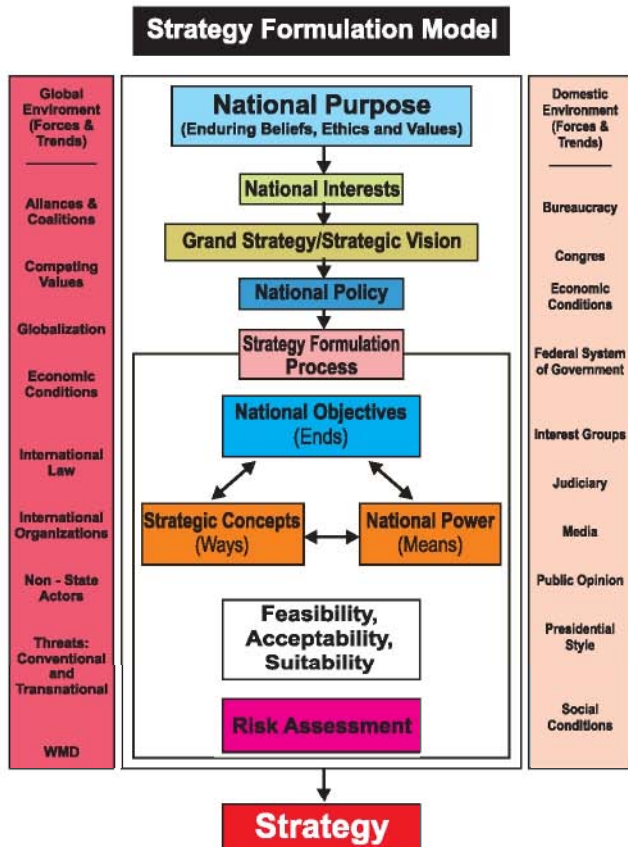 Strategy Formulation Model
Global
Enviroment
(Forces &
Trends)
Allances &
Coalitions
Competing
Values
Globalization
Economic
Conditions
International
Law
International
Organizations
Non - State
Actors
Threats:
Conventional
and
Transnational
WMD
National Purpose
(Enduring Beliefs, Ethics and Values)
National Interests
Grand Strategy/Strategic Vision
National Policy
Strategy Formulation
Process
National Objectives
(Ends)
Strategic Concepts
(Ways)
National Power
(Means)
Feasibility,
Acceptability,
Suitability
Risk Assessment
Strategy
Domestic
Environment
(Forces &
Trends)
Bureaucracy
Congres
Economic
Conditions
Federal System
of Government
Interest Groups
Judiciary
Media
Public Opinion
Presidential
Style
Social
Conditions